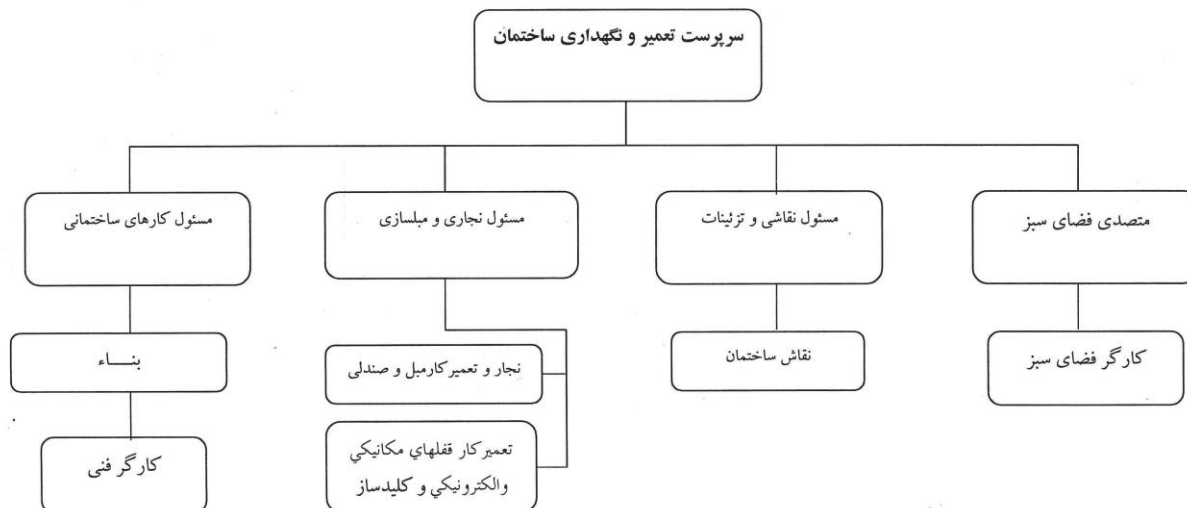 سرپرست تعمیر و نگهداری ساختمان
متصدی فضای سبز
مسئول نقاشی و تزئینات
مسئول نجاری و مبلسازی
مسئول کارهای ساختمانی
کارگر فضای سبز
نقاش ساختمان
نجار و تعمیرکارمبل و صندلی
تعمیرکار قفلهای مکانیکي
والکترونیکي و کلیدساز
بنـــاء
کارگر فنی